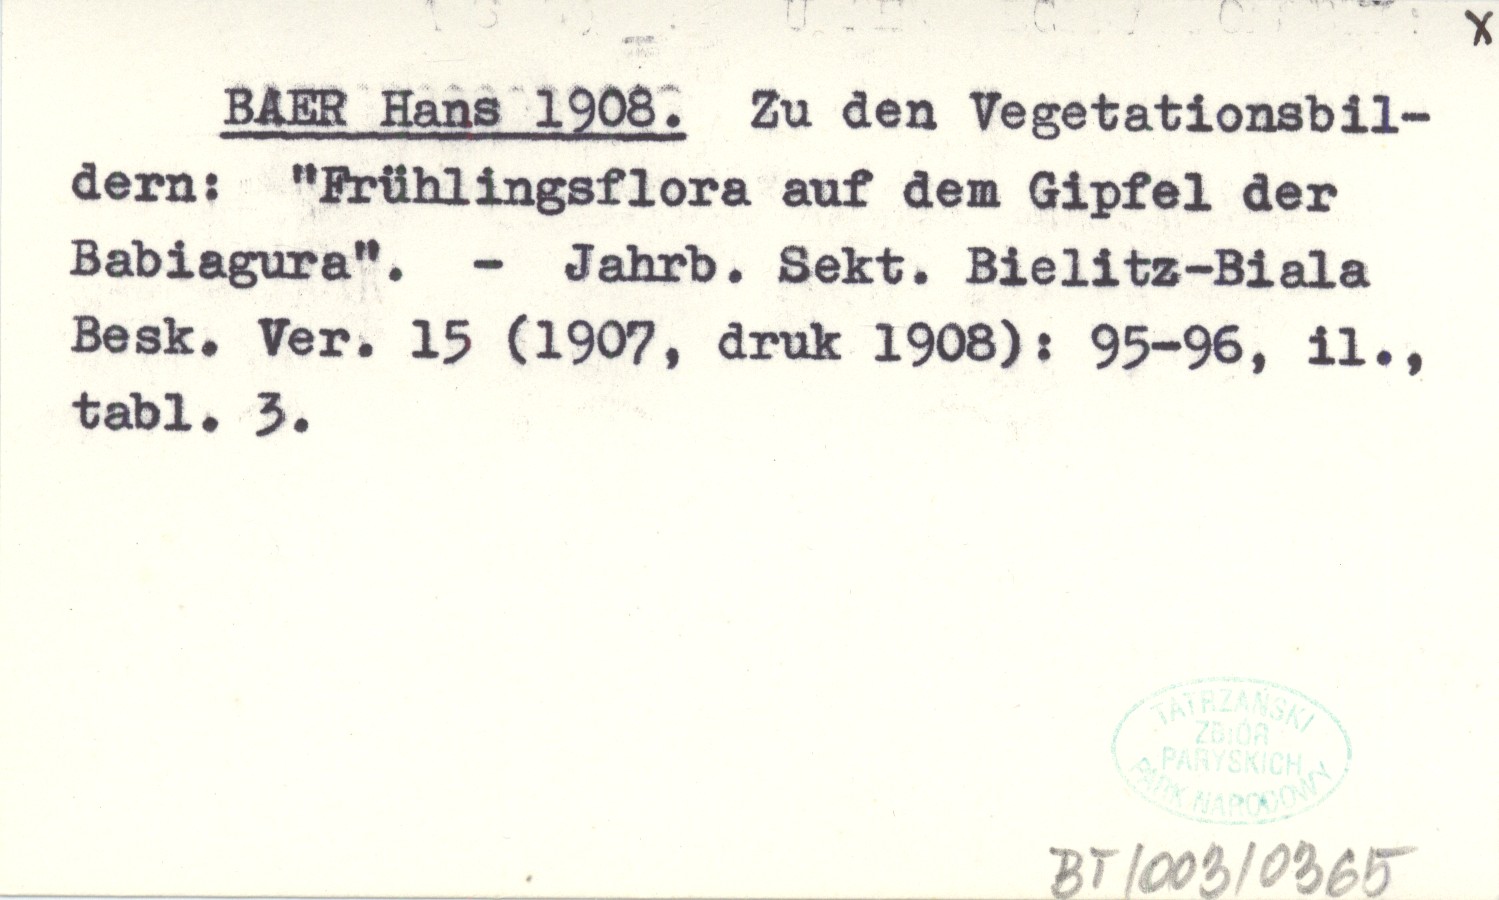 x
BAER Hans 1908. Zu den Vegetationsbil-
dern: "Frühlingsflora auf dem Gipfel der
Babiagura". - Jahrb. Sekt. Bielitz-Biala
Besk. Ver. 15 (1907, druk 1908): 95-96, il.,
tabl. 3.
TATRZAŃSKI
ZBIÓR
PARYSKICH
PARK NARODOWY
BT/003/0365